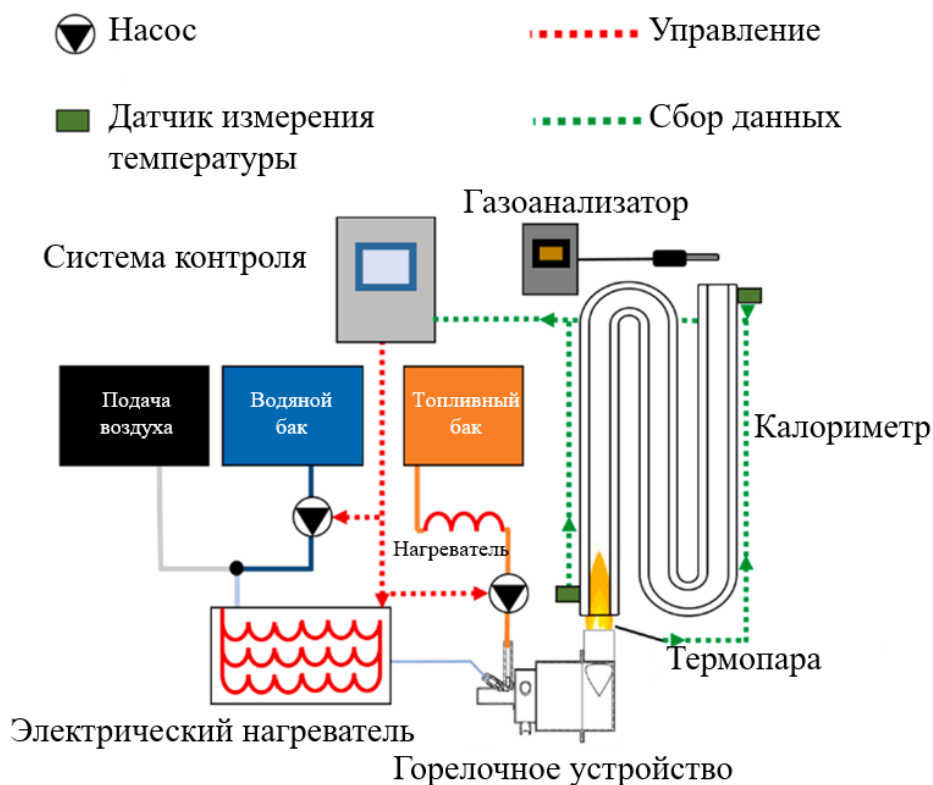 Насос
Управление
Датчик измерения
температуры
Сбор данных
Газоанализатор
Система контроля
Подача
воздуха
Водяной
бак
Топливный
бак
Калориметр
Нагреватель
Термопара
Электрический нагреватель
Горелочное устройство